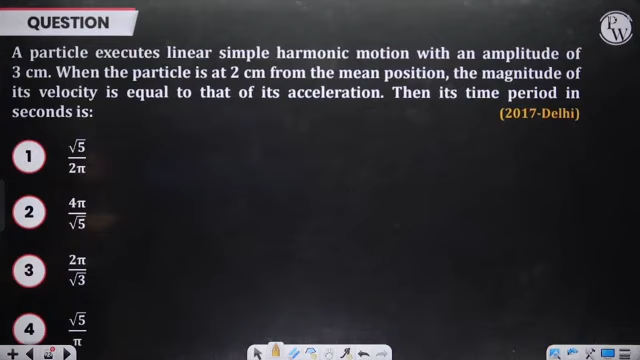 QUESTION
A particle executes linear simple harmonic motion with an amplitude of
3 cm. When the particle is at 2 cm from the mean position, the magnitude of
its velocity is equal to that of its acceleration. Then its time period in
seconds is: (2017-Delhi)
1 √5/2π
2 4π/√5
3 2π/√3
4 √5/π